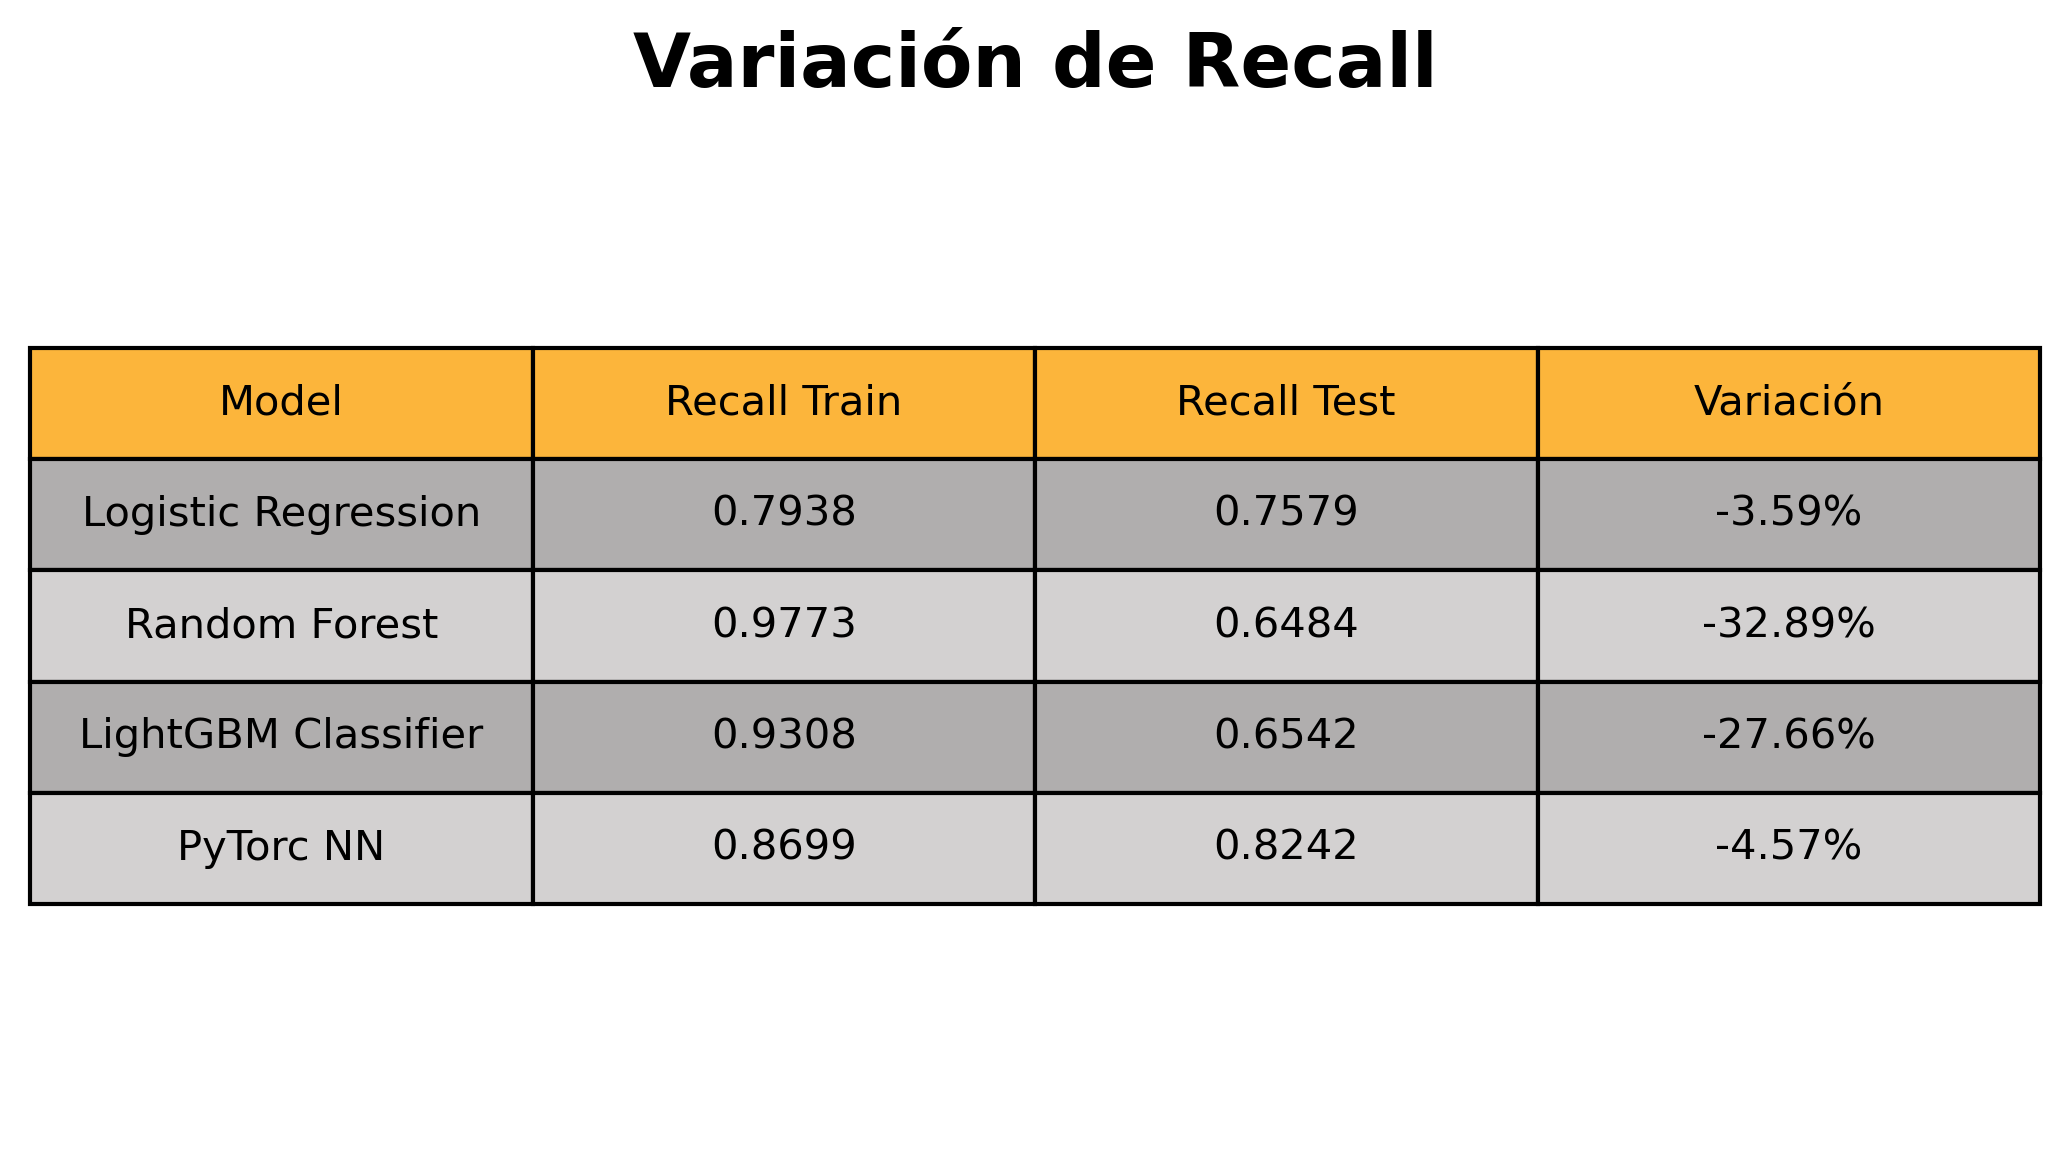 Variación de Recall
Model Recall Train Recall Test Variación
Logistic Regression 0.7938 0.7579 -3.59%
Random Forest 0.9773 0.6484 -32.89%
LightGBM Classifier 0.9308 0.6542 -27.66%
PyTorc NN 0.8699 0.8242 -4.57%